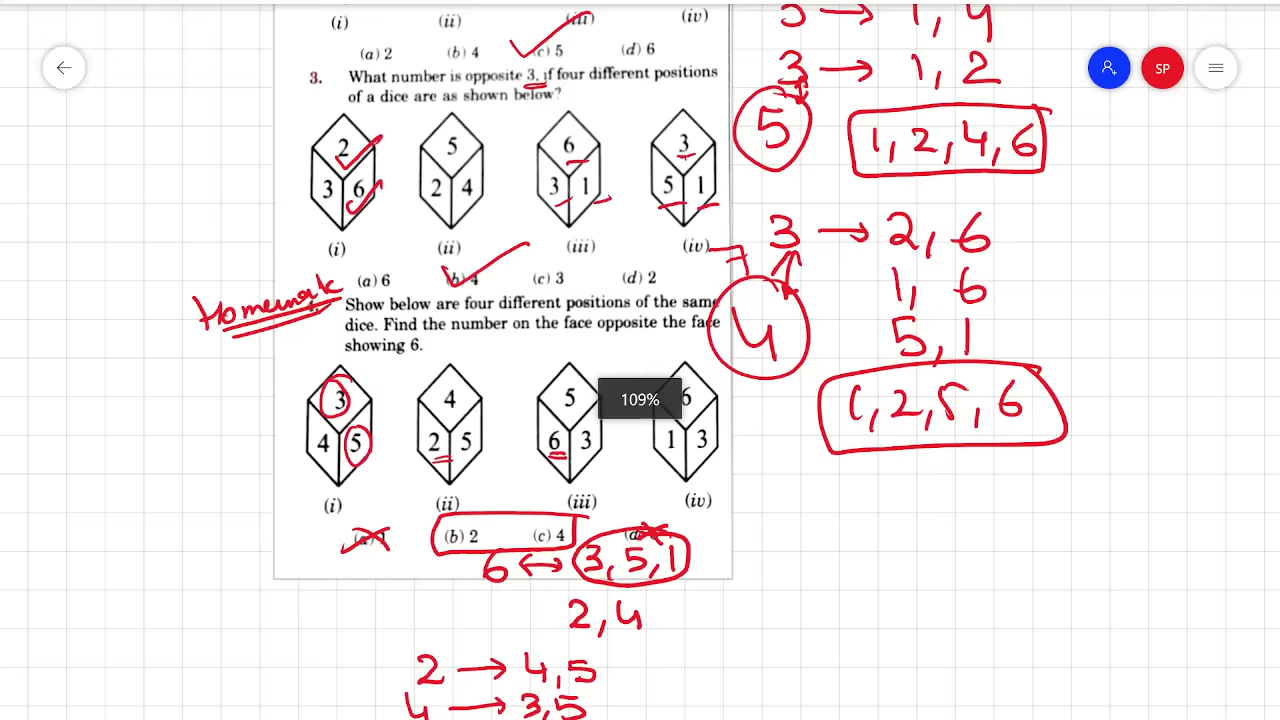 (i) (ii) (iii) (iv)
(a) 2 (b) 4 (c) 5 (d) 6
3. What number is opposite 3, if four different positions
of a dice are as shown below?
2 3 6
5 2 4
6 3 1
3 5 1
(i) (ii) (iii) (iv)
(a) 6 (b) 4 (c) 3 (d) 2
Homework
4. Show below are four different positions of the same
dice. Find the number on the face opposite the face
showing 6.
3 4 5
4 2 5
5 6 3
6 1 3
109%
(i) (ii) (iii) (iv)
(a) 1 (b) 2 (c) 4
6 ↔ 3, 5, 1
2, 4
2 → 4, 5
4 → 3, 5
3 → 1, 4
3 → 1, 2
5
1, 2, 4, 6
3 → 2, 6
1, 6
5, 1
4
1, 2, 5, 6
SP